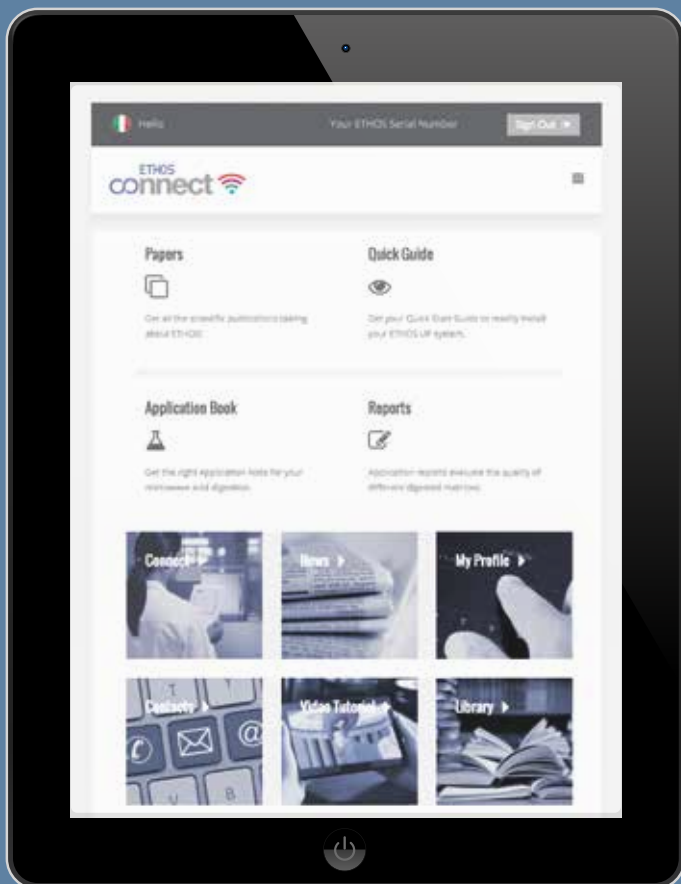 Hello
Your ETHOS Serial Number
Sign Out
ETHOS
connect
Papers
Quick Guide
Get all the scientific publications talking
about ETHOS!
Get your Quick Start Guide to readily install
your ETHOS UP system.
Application Book
Reports
Get the right Application Note for your
microwave acid digestion.
Application reports evaluate the quality of
different digested matrices.
Connect
News
My Profile
Contacts
Video Tutorial
Library
T
Y
@
V
B